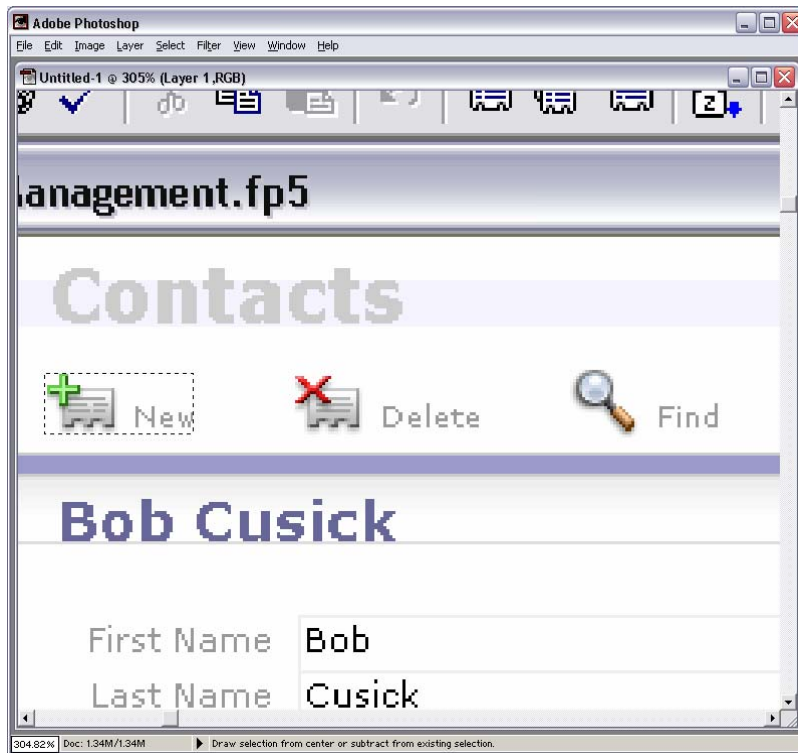 Adobe Photoshop
File Edit Image Layer Select Filter View Window Help
Untitled-1 @ 305% (Layer 1,RGB)
anagement.fp5
Contacts
New Delete Find
Bob Cusick
First Name Bob
Last Name Cusick
304.82% Doc: 1.34M/1.34M Draw selection from center or subtract from existing selection.